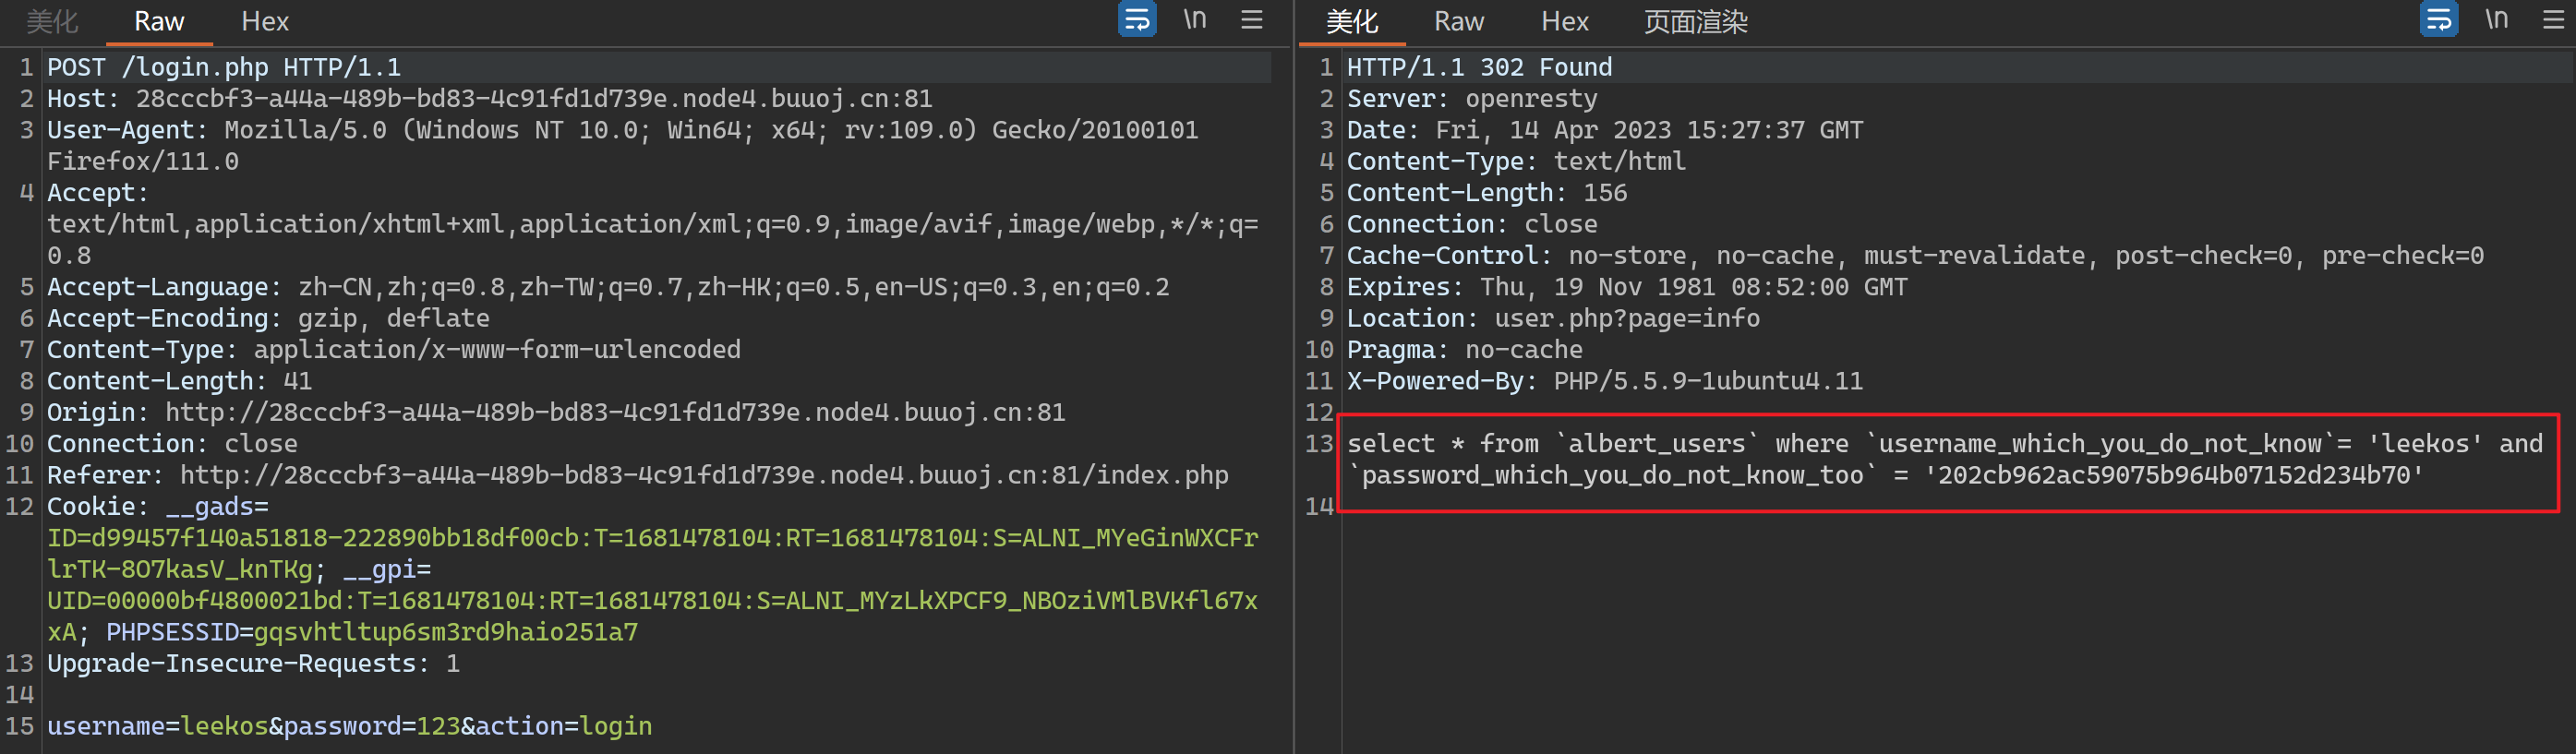 美化 Raw Hex \n
1 POST /login.php HTTP/1.1
2 Host: 28cccbf3-a44a-489b-bd83-4c91fd1d739e.node4.buuoj.cn:81
3 User-Agent: Mozilla/5.0 (Windows NT 10.0; Win64; x64; rv:109.0) Gecko/20100101
Firefox/111.0
4 Accept:
text/html,application/xhtml+xml,application/xml;q=0.9,image/avif,image/webp,*/*;q=
0.8
5 Accept-Language: zh-CN,zh;q=0.8,zh-TW;q=0.7,zh-HK;q=0.5,en-US;q=0.3,en;q=0.2
6 Accept-Encoding: gzip, deflate
7 Content-Type: application/x-www-form-urlencoded
8 Content-Length: 41
9 Origin: http://28cccbf3-a44a-489b-bd83-4c91fd1d739e.node4.buuoj.cn:81
10 Connection: close
11 Referer: http://28cccbf3-a44a-489b-bd83-4c91fd1d739e.node4.buuoj.cn:81/index.php
12 Cookie: __gads=
ID=d99457f140a51818-222890bb18df00cb:T=1681478104:RT=1681478104:S=ALNI_MYeGinWXCFr
lrTK-8O7kasV_knTKg; __gpi=
UID=00000bf4800021bd:T=1681478104:RT=1681478104:S=ALNI_MYzLkXPCF9_NBOziVMlBVKfl67x
xA; PHPSESSID=gqsvhtltup6sm3rd9haio251a7
13 Upgrade-Insecure-Requests: 1
14
15 username=leekos&password=123&action=login
美化 Raw Hex 页面渲染 \n
1 HTTP/1.1 302 Found
2 Server: openresty
3 Date: Fri, 14 Apr 2023 15:27:37 GMT
4 Content-Type: text/html
5 Content-Length: 156
6 Connection: close
7 Cache-Control: no-store, no-cache, must-revalidate, post-check=0, pre-check=0
8 Expires: Thu, 19 Nov 1981 08:52:00 GMT
9 Location: user.php?page=info
10 Pragma: no-cache
11 X-Powered-By: PHP/5.5.9-1ubuntu4.11
12
13 select * from `albert_users` where `username_which_you_do_not_know`= 'leekos' and
`password_which_you_do_not_know_too` = '202cb962ac59075b964b07152d234b70'
14